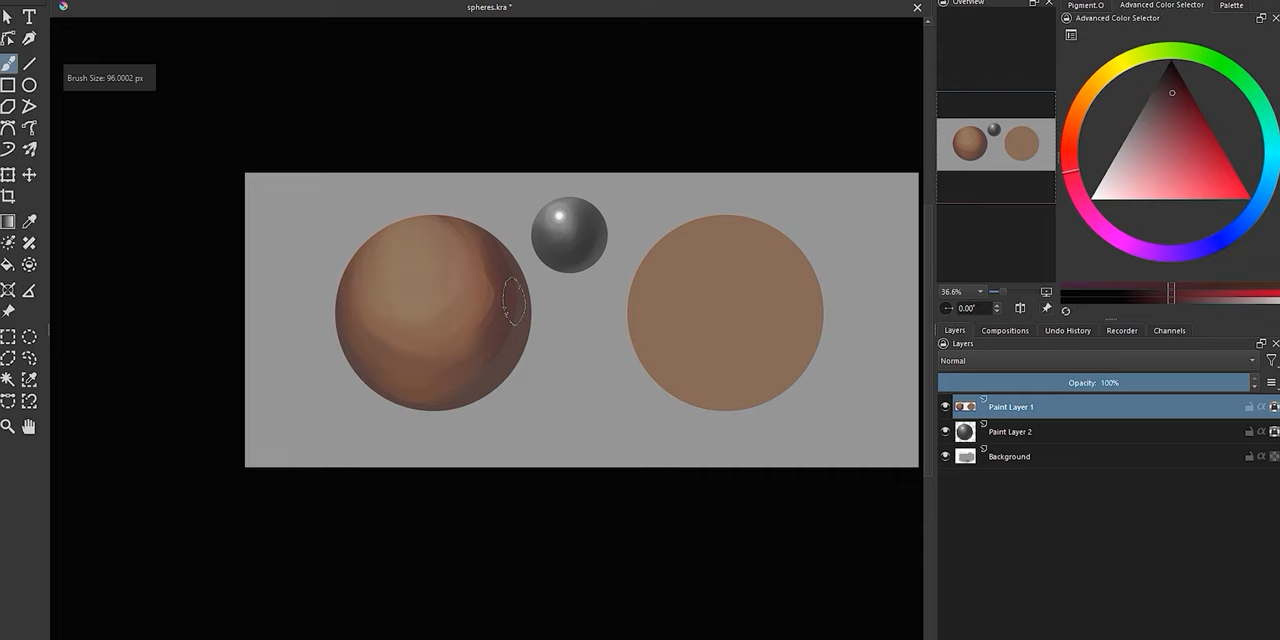 spheres.kra *
Overview
Pigment.O
Advanced Color Selector
Palette
Advanced Color Selector
Brush Size: 96.0002 px
36.6%
0.00°
Layers
Compositions
Undo History
Recorder
Channels
Layers
Normal
Opacity: 100%
Paint Layer 1
Paint Layer 2
Background